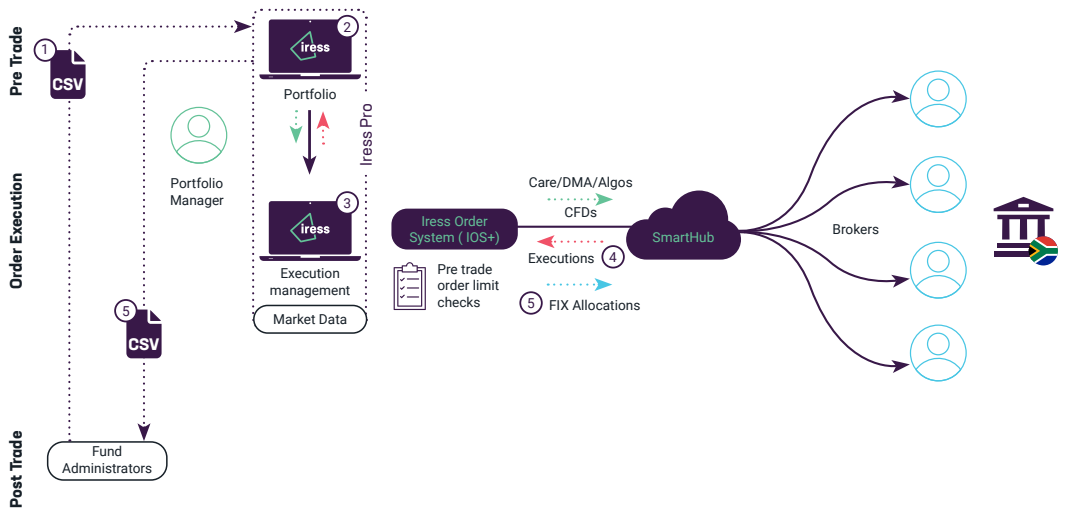 Pre Trade
1
CSV
iress
2
Portfolio
Iress Pro
Portfolio
Manager
Order Execution
iress
3
Execution
management
Market Data
Iress Order
System ( IOS+)
Pre trade
order limit
checks
Care/DMA/Algos
CFDs
Executions
4
5
FIX Allocations
SmartHub
Brokers
5
CSV
Post Trade
Fund
Administrators